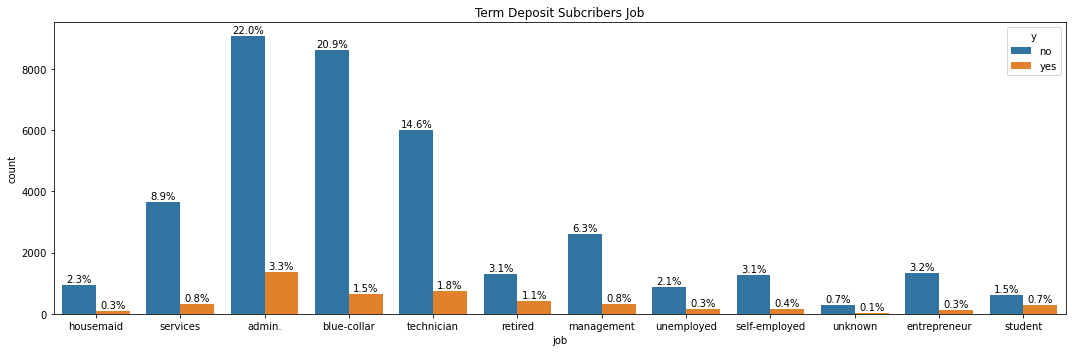 Term Deposit Subcribers Job
y
no
yes
count
8000
6000
4000
2000
0
2.3% 0.3% 8.9% 0.8% 22.0% 3.3% 20.9% 1.5% 14.6% 1.8% 3.1% 1.1% 6.3% 0.8% 2.1% 0.3% 3.1% 0.4% 0.7% 0.1% 3.2% 0.3% 1.5% 0.7%
housemaid services admin. blue-collar technician retired management unemployed self-employed unknown entrepreneur student
job